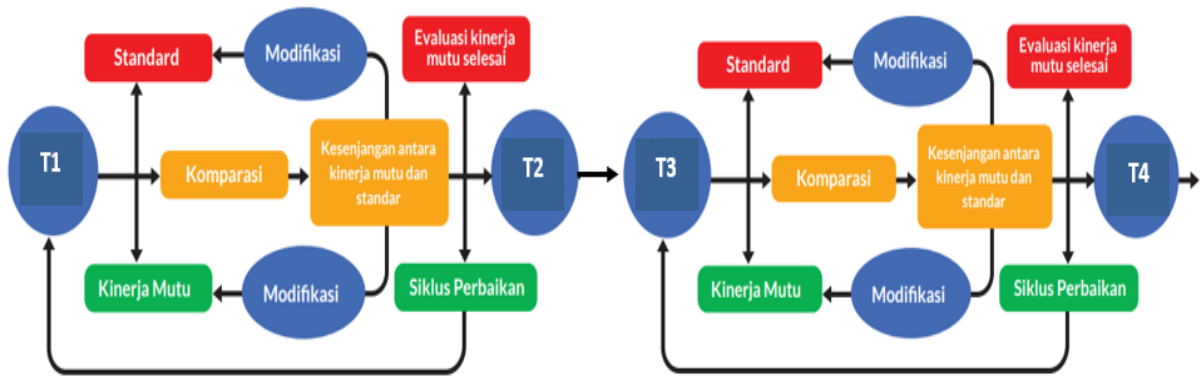 Standard
Modifikasi
Evaluasi kinerja
mutu selesai
T1
Komparasi
Kesenjangan antara
kinerja mutu dan
standar
T2
Kinerja Mutu
Modifikasi
Siklus Perbaikan
Standard
Modifikasi
Evaluasi kinerja
mutu selesai
T3
Komparasi
Kesenjangan antara
kinerja mutu dan
standar
T4
Kinerja Mutu
Modifikasi
Siklus Perbaikan